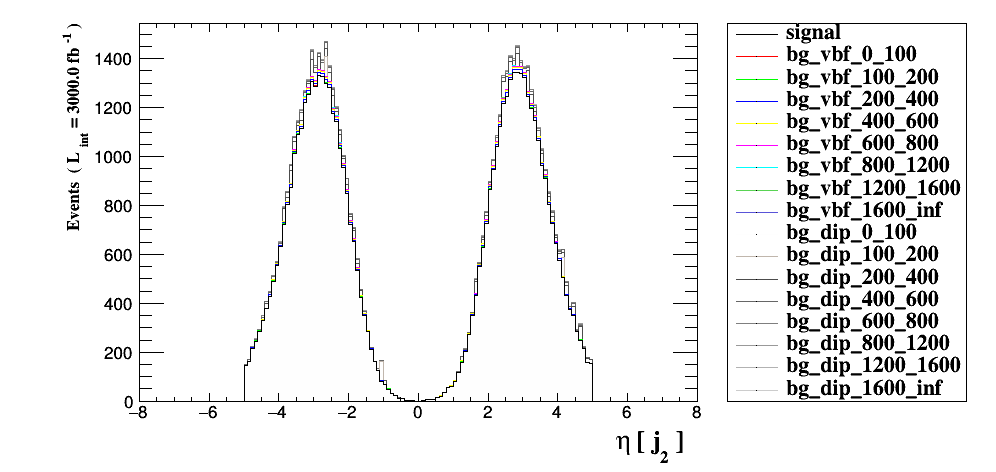 Events ( L int = 3000.0 fb -1 )
1400
1200
1000
800
600
400
200
0
−8 −6 −4 −2 0 2 4 6 8
η [ j2 ]
signal
bg_vbf_0_100
bg_vbf_100_200
bg_vbf_200_400
bg_vbf_400_600
bg_vbf_600_800
bg_vbf_800_1200
bg_vbf_1200_1600
bg_vbf_1600_inf
bg_dip_0_100
bg_dip_100_200
bg_dip_200_400
bg_dip_400_600
bg_dip_600_800
bg_dip_800_1200
bg_dip_1200_1600
bg_dip_1600_inf